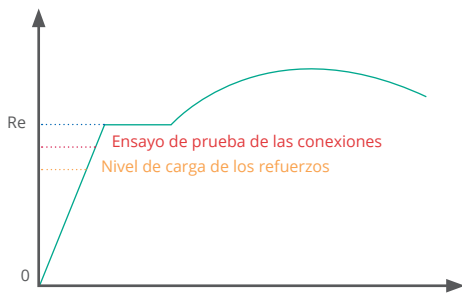 Re
Ensayo de prueba de las conexiones
Nivel de carga de los refuerzos
0